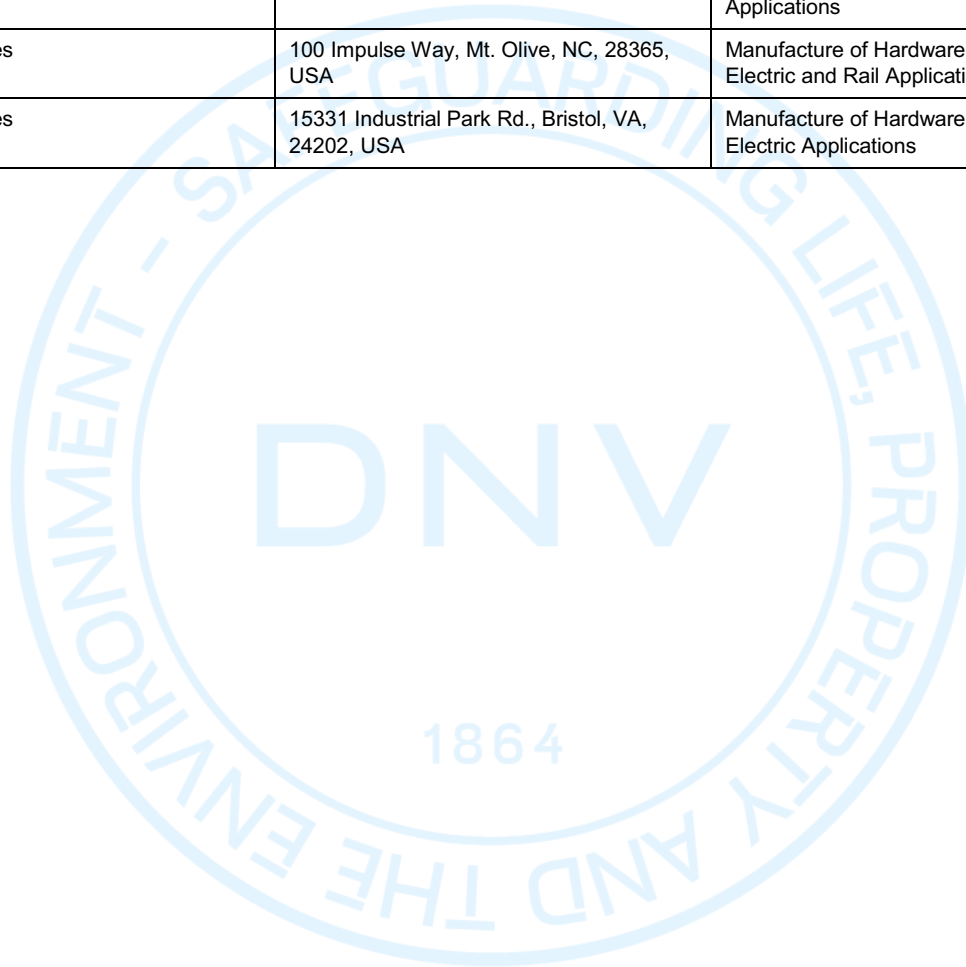 Applications
es
100 Impulse Way, Mt. Olive, NC, 28365,
USA
Manufacture of Hardware
Electric and Rail Applicati
es
15331 Industrial Park Rd., Bristol, VA,
24202, USA
Manufacture of Hardware
Electric Applications
SAFEGUARDING LIFE, PROPERTY AND THE ENVIRONMENT -
DNV
1864